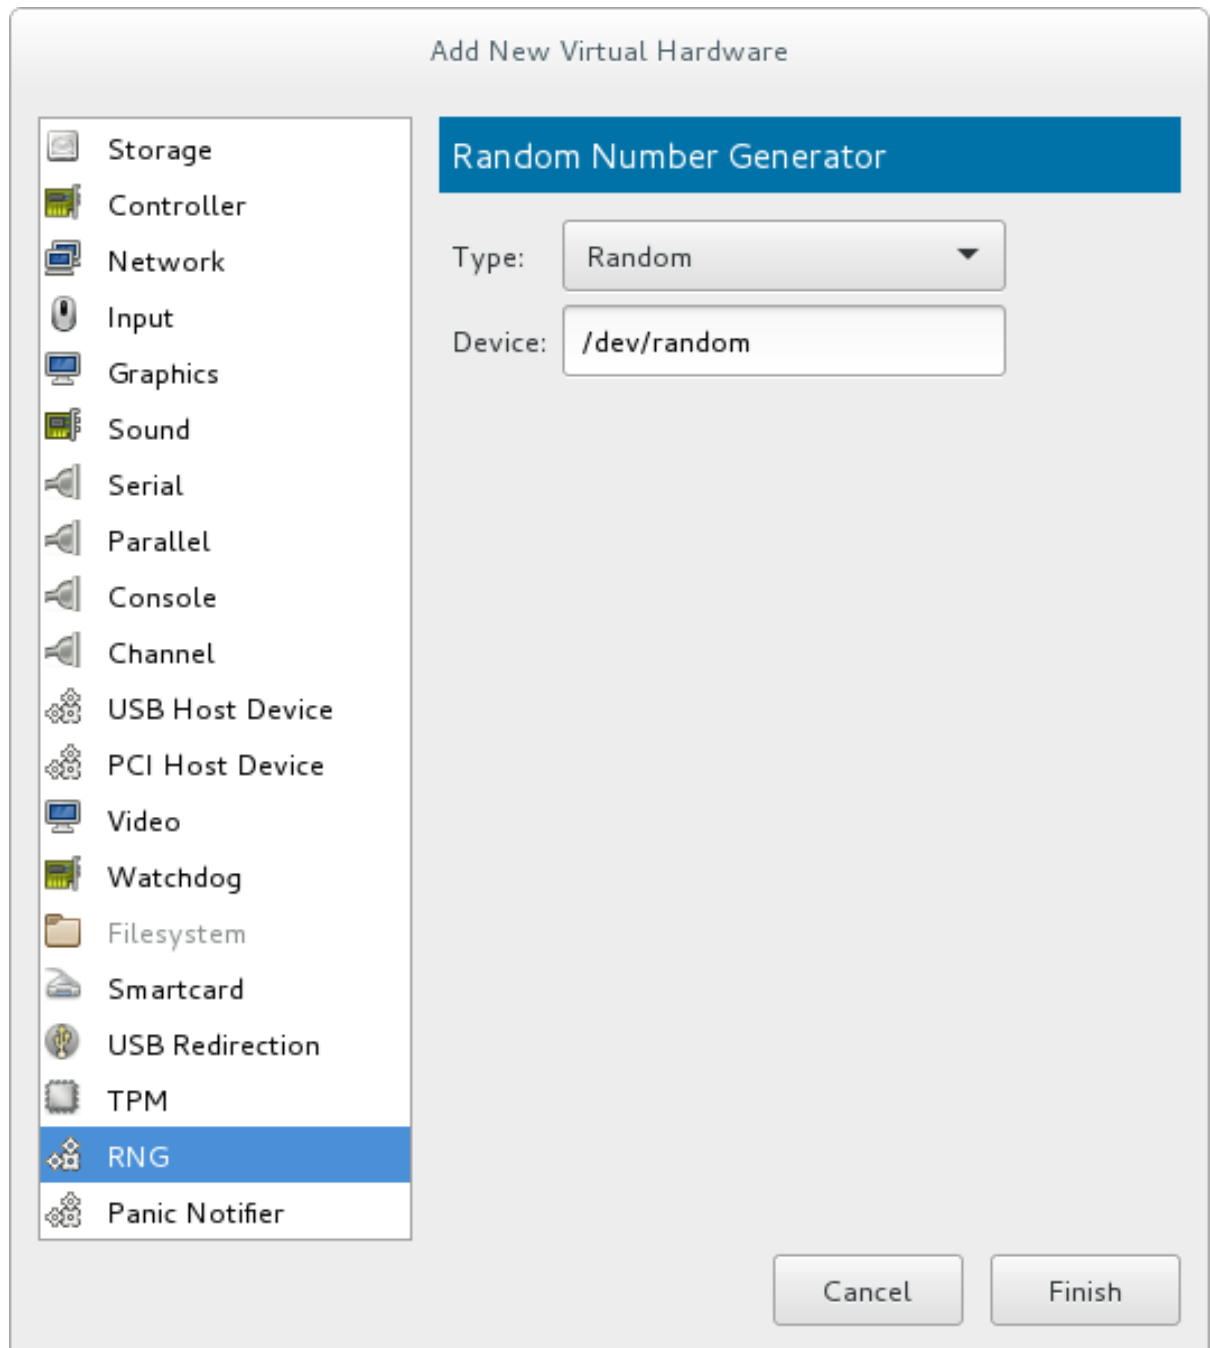 Add New Virtual Hardware
Storage
Controller
Network
Input
Graphics
Sound
Serial
Parallel
Console
Channel
USB Host Device
PCI Host Device
Video
Watchdog
Filesystem
Smartcard
USB Redirection
TPM
RNG
Panic Notifier
Random Number Generator
Type: Random
Device: /dev/random
Cancel Finish